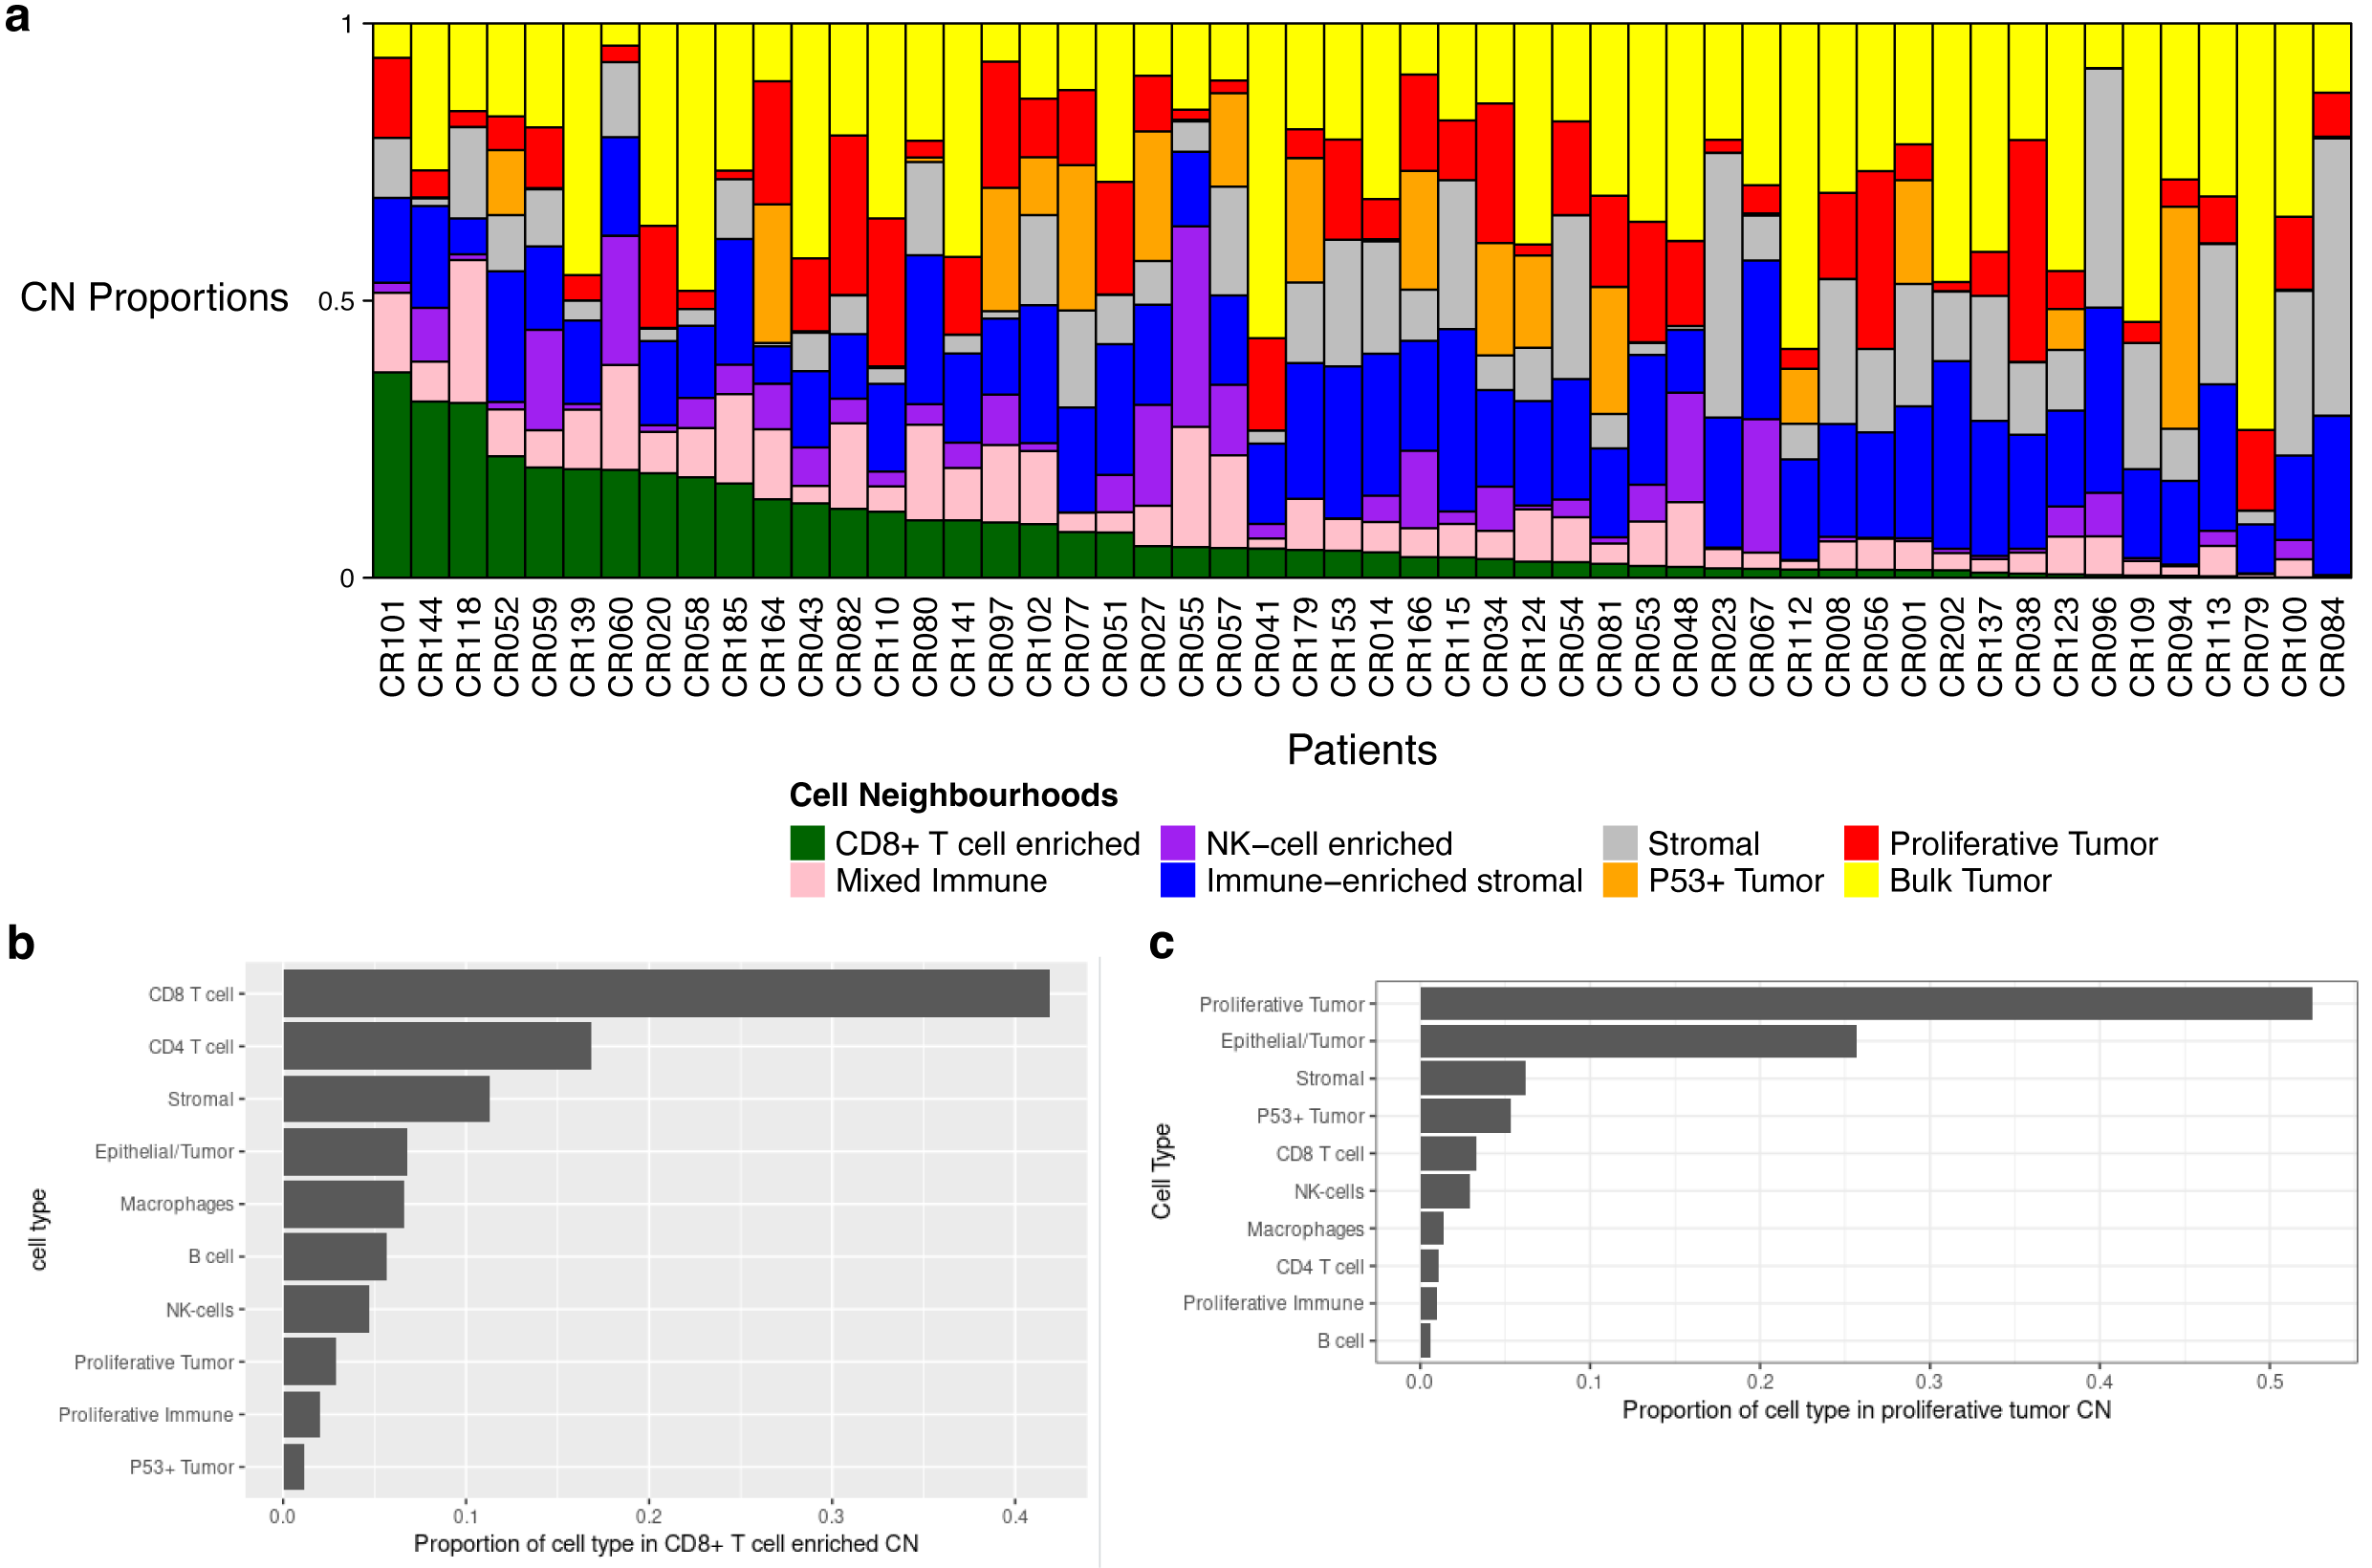 a
1
CN Proportions
0.5
0
CR101 CR144 CR118 CR052 CR059 CR139 CR060 CR020 CR058 CR185 CR164 CR043 CR082 CR110 CR080 CR141 CR097 CR102 CR077 CR051 CR027 CR055 CR057 CR041 CR179 CR153 CR014 CR166 CR115 CR034 CR124 CR054 CR081 CR053 CR048 CR023 CR067 CR112 CR008 CR056 CR001 CR202 CR137 CR038 CR123 CR096 CR109 CR094 CR113 CR079 CR100 CR084
Patients
Cell Neighbourhoods
CD8+ T cell enriched NK−cell enriched Stromal Proliferative Tumor
Mixed Immune Immune−enriched stromal P53+ Tumor Bulk Tumor
b
cell type
CD8 T cell
CD4 T cell
Stromal
Epithelial/Tumor
Macrophages
B cell
NK-cells
Proliferative Tumor
Proliferative Immune
P53+ Tumor
0.0 0.1 0.2 0.3 0.4
Proportion of cell type in CD8+ T cell enriched CN
c
Cell Type
Proliferative Tumor
Epithelial/Tumor
Stromal
P53+ Tumor
CD8 T cell
NK-cells
Macrophages
CD4 T cell
Proliferative Immune
B cell
0.0 0.1 0.2 0.3 0.4 0.5
Proportion of cell type in proliferative tumor CN